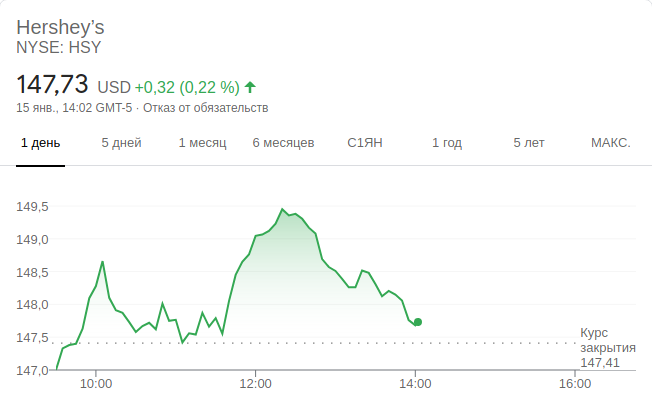 Hershey’s
NYSE: HSY
147,73 USD +0,32 (0,22 %)
15 янв., 14:02 GMT-5 · Отказ от обязательств
1 день 5 дней 1 месяц 6 месяцев С1ЯН 1 год 5 лет МАКС.
149,5
149,0
148,5
148,0
147,5
Курс
закрытия
147,41
147,0
10:00 12:00 14:00 16:00